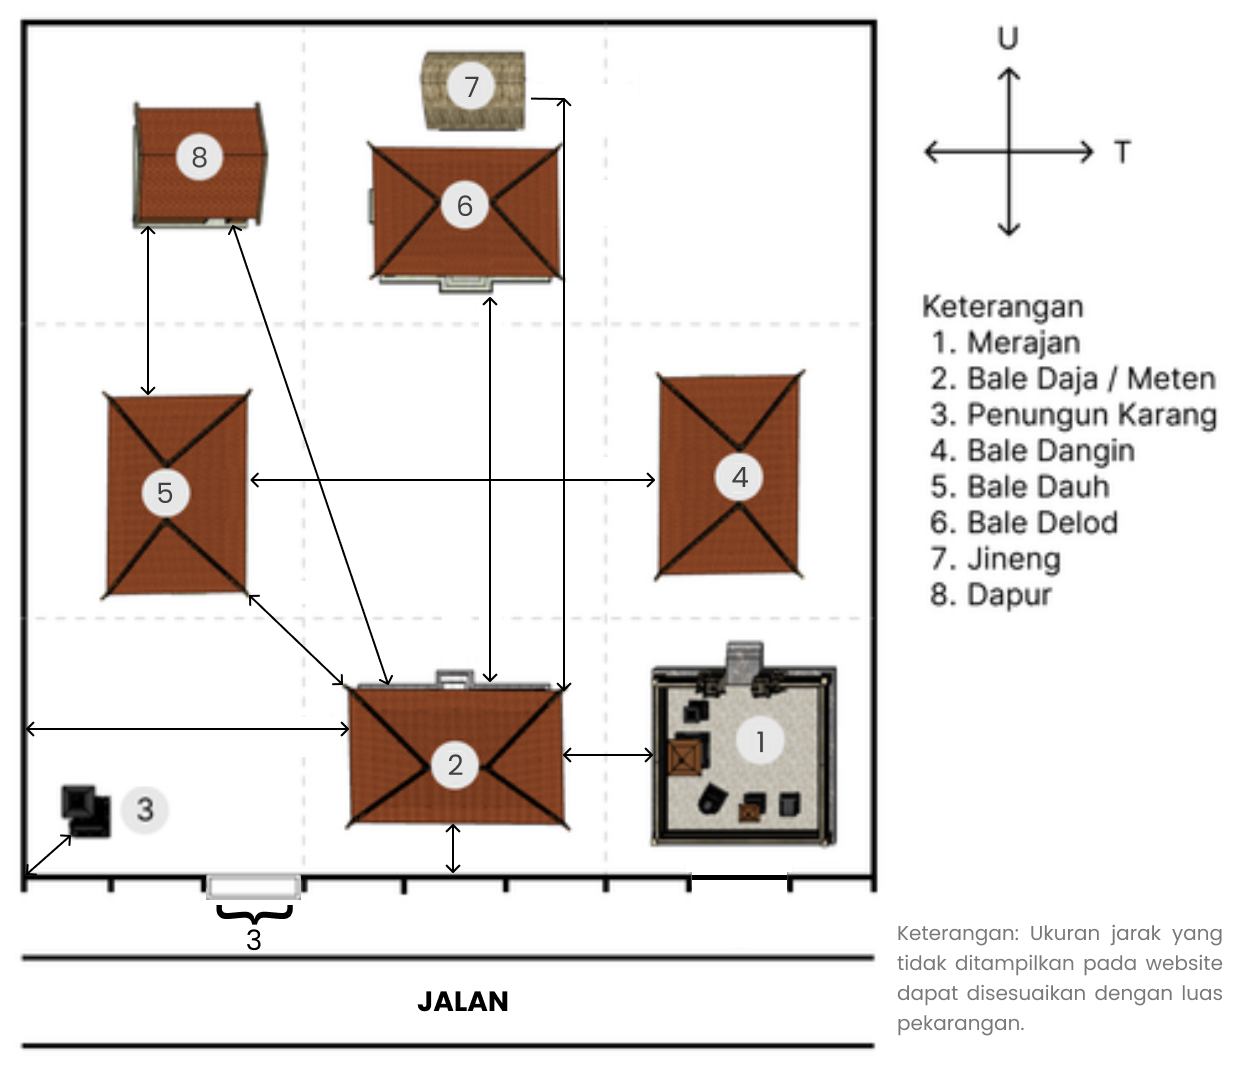 U
T
7
8
6
5
4
2
1
3
3
JALAN
Keterangan
1. Merajan
2. Bale Daja / Meten
3. Penungun Karang
4. Bale Dangin
5. Bale Dauh
6. Bale Delod
7. Jineng
8. Dapur
Keterangan: Ukuran jarak yang
tidak ditampilkan pada website
dapat disesuaikan dengan luas
pekarangan.